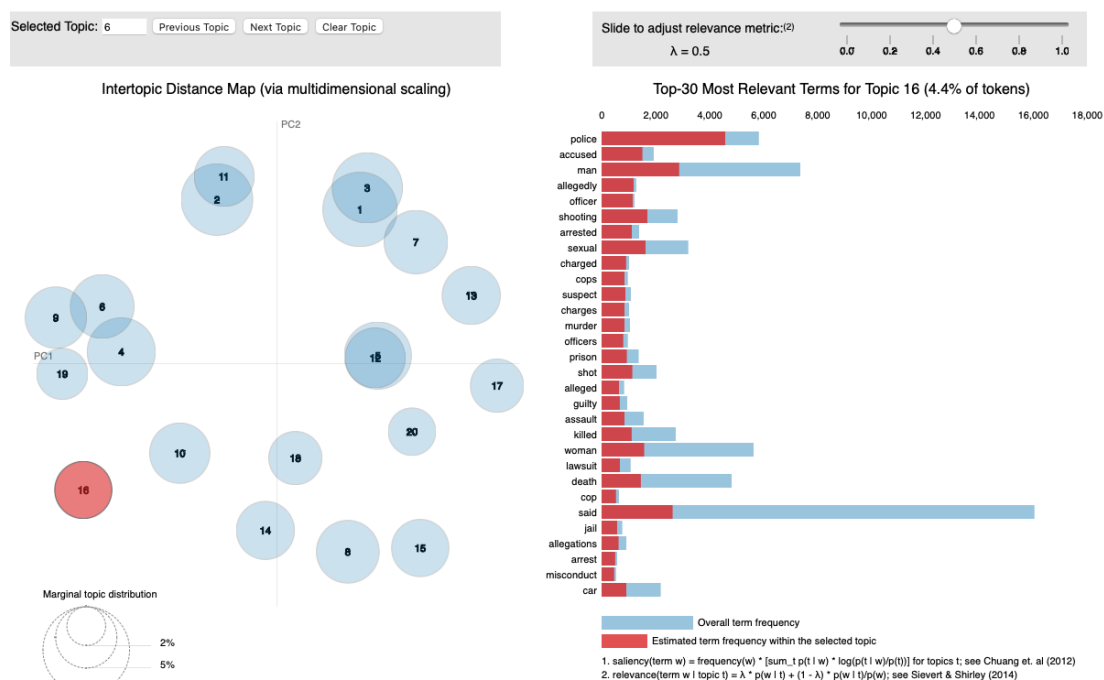 Selected Topic: 6 Previous Topic Next Topic Clear Topic
Slide to adjust relevance metric:(2)
λ = 0.5
0.0 0.2 0.4 0.6 0.8 1.0
Intertopic Distance Map (via multidimensional scaling)
PC2
PC1
11
2
3
1
7
13
6
9
4
19
12
17
20
10
18
16
14
8
15
Marginal topic distribution
2%
5%
Top-30 Most Relevant Terms for Topic 16 (4.4% of tokens)
0 2,000 4,000 6,000 8,000 10,000 12,000 14,000 16,000 18,000
police
accused
man
allegedly
officer
shooting
arrested
sexual
charged
cops
suspect
charges
murder
officers
prison
shot
alleged
guilty
assault
killed
woman
lawsuit
death
cop
said
jail
allegations
arrest
misconduct
car
Overall term frequency
Estimated term frequency within the selected topic
1. saliency(term w) = frequency(w) * [sum_t p(t | w) * log(p(t | w)/p(t))] for topics t; see Chuang et. al (2012)
2. relevance(term w | topic t) = λ * p(w | t) + (1 - λ) * p(w | t)/p(w); see Sievert & Shirley (2014)